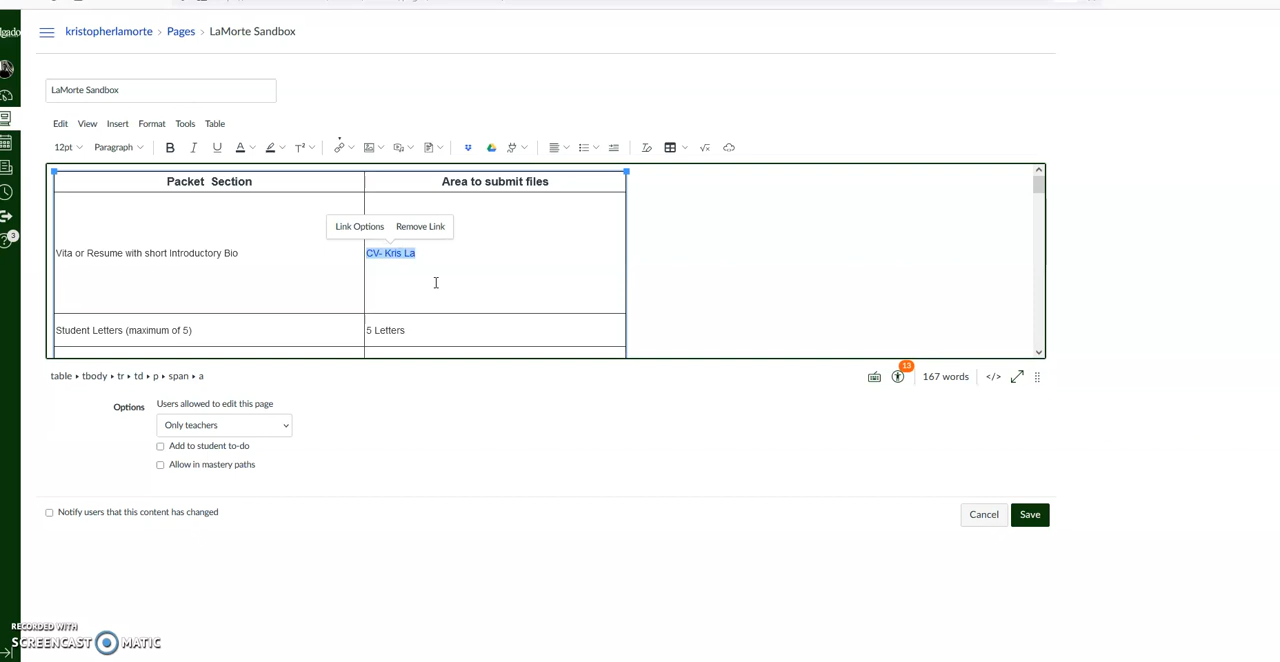 kristopherlamorte > Pages > LaMorte Sandbox
LaMorte Sandbox
Edit View Insert Format Tools Table
12pt Paragraph B I U A T²
Packet Section Area to submit files
Link Options Remove Link
Vita or Resume with short Introductory Bio CV- Kris La
Student Letters (maximum of 5) 5 Letters
table ▸ tbody ▸ tr ▸ td ▸ p ▸ span ▸ a 13 167 words </>
Options Users allowed to edit this page
Only teachers
Add to student to-do
Allow in mastery paths
3
Notify users that this content has changed Cancel Save
RECORDED WITH
SCREENCAST MATIC